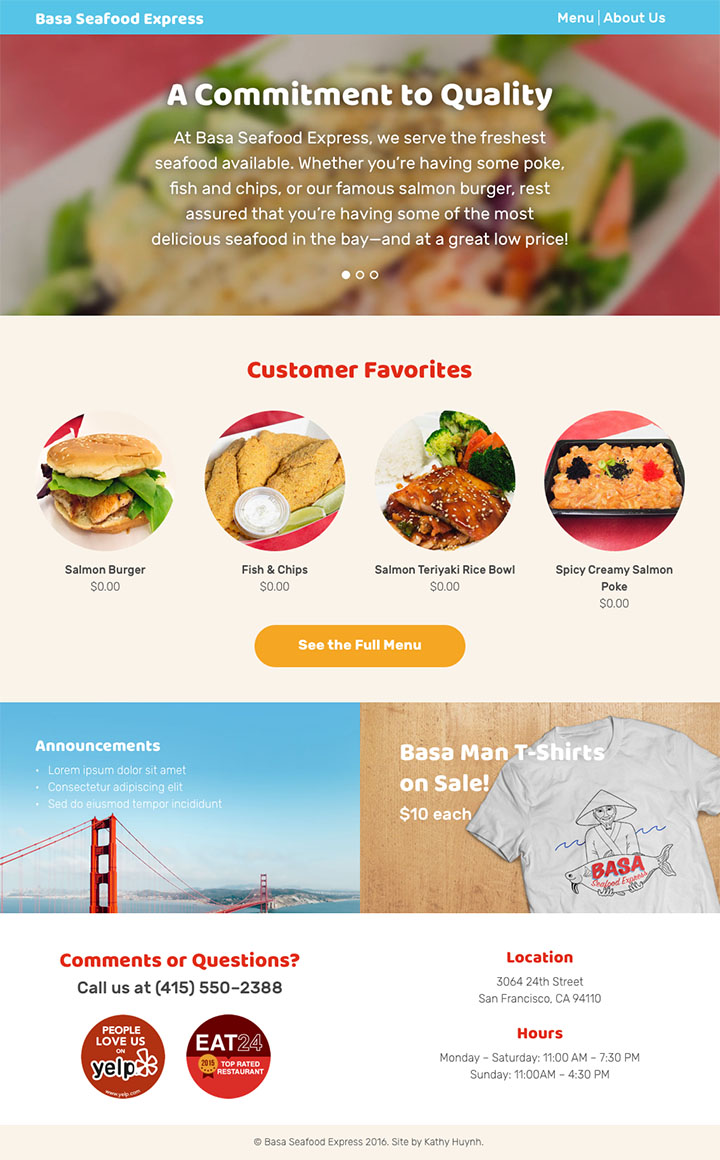 Basa Seafood Express
Menu | About Us
A Commitment to Quality
At Basa Seafood Express, we serve the freshest
seafood available. Whether you're having some poke,
fish and chips, or our famous salmon burger, rest
assured that you're having some of the most
delicious seafood in the bay—and at a great low price!
Customer Favorites
Salmon Burger
$0.00
Fish & Chips
$0.00
Salmon Teriyaki Rice Bowl
$0.00
Spicy Creamy Salmon
Poke
$0.00
See the Full Menu
Announcements
• Lorem ipsum dolor sit amet
• Consectetur adipiscing elit
• Sed do eiusmod tempor incididunt
Basa Man T-Shirts
on Sale!
$10 each
BASA
Seafood Express
Comments or Questions?
Call us at (415) 550–2388
PEOPLE
LOVE US
ON
yelp
www.yelp.com
EAT24
2015
TOP RATED
RESTAURANT
Location
3064 24th Street
San Francisco, CA 94110
Hours
Monday – Saturday: 11:00 AM – 7:30 PM
Sunday: 11:00AM – 4:30 PM
© Basa Seafood Express 2016. Site by Kathy Huynh.